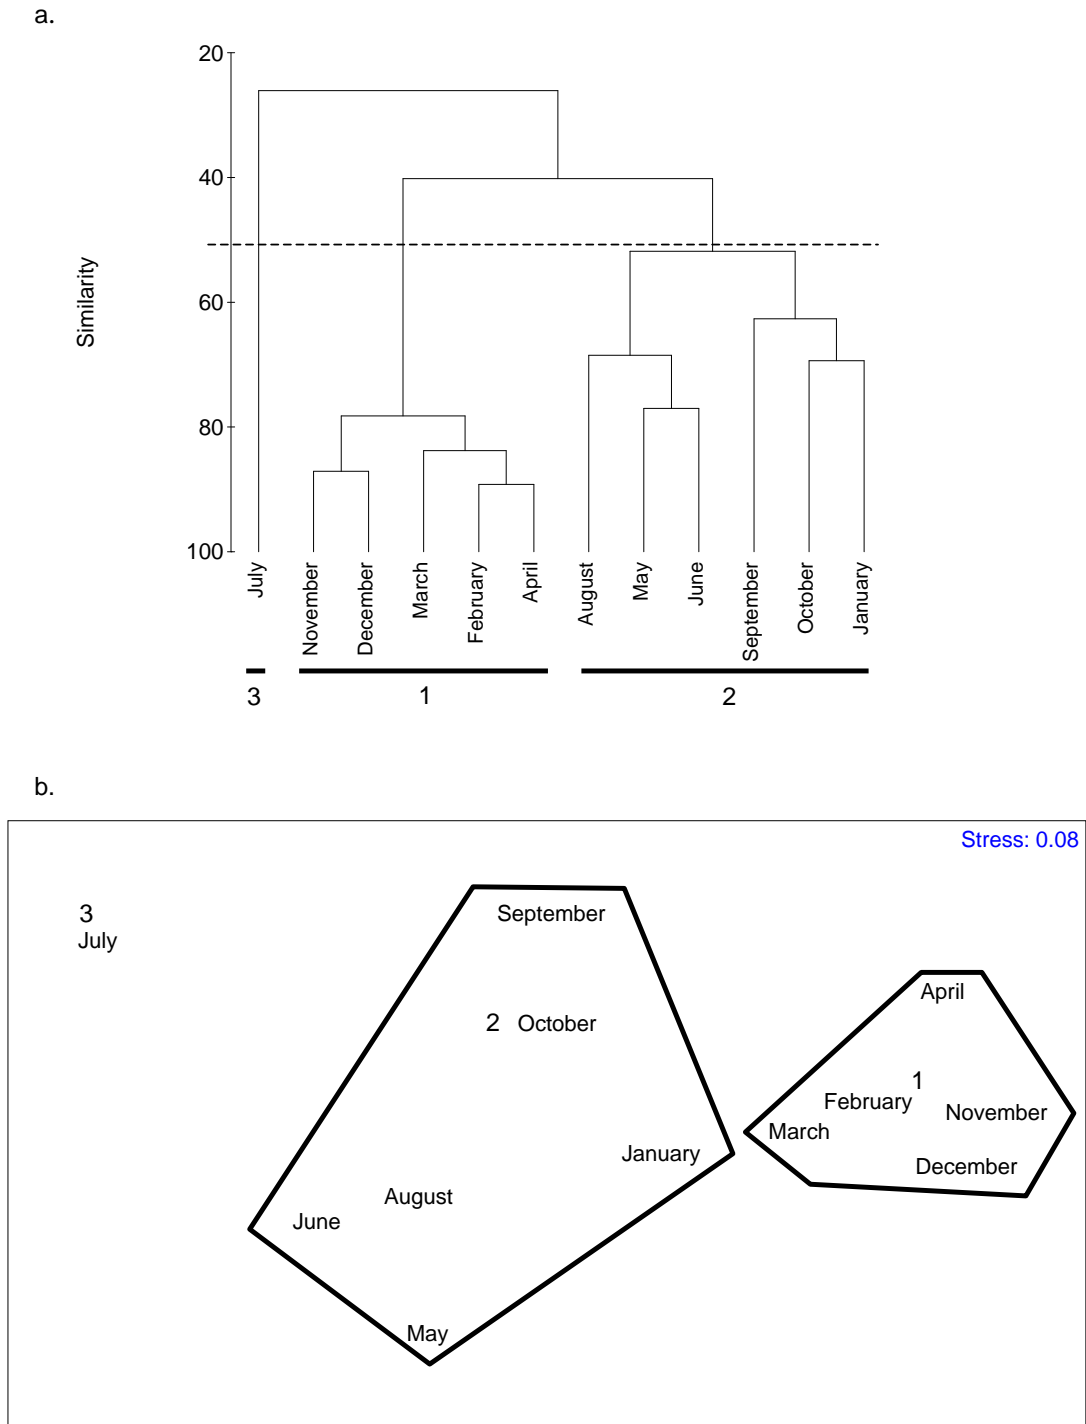 a.
20
40
60
80
100
Similarity
July
November
December
March
February
April
August
May
June
September
October
January
3
1
2
b.
Stress: 0.08
3
July
September
2 October
April
1
February
November
March
January
December
August
June
May